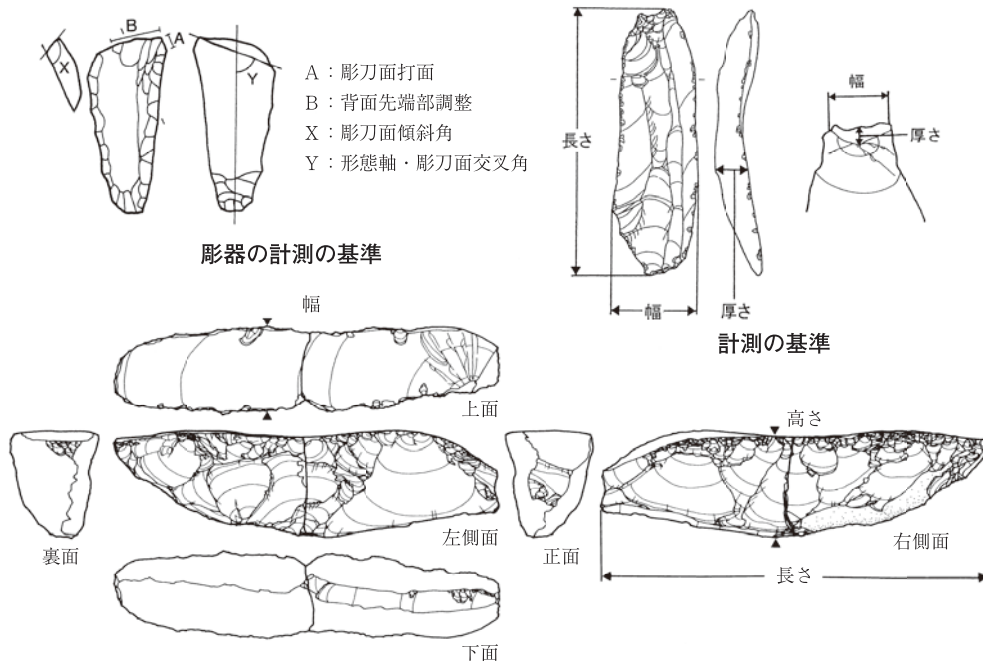 B
A
X
Y
A：彫刀面打面
B：背面先端部調整
X：彫刀面傾斜角
Y：形態軸・彫刀面交叉角
彫器の計測の基準
長さ
幅
厚さ
幅
厚さ
計測の基準
幅
上面
裏面
左側面
正面
高さ
右側面
長さ
下面